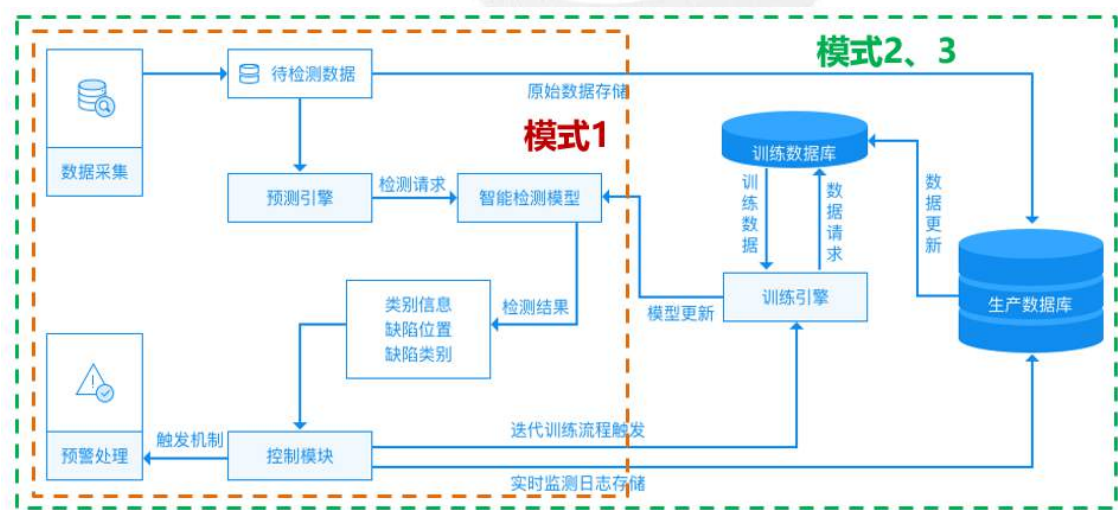 模式2、3
待检测数据
原始数据存储
模式1
训练数据库
数据采集
预测引擎
检测请求
智能检测模型
训练数据
数据请求
数据更新
类别信息
缺陷位置
缺陷类别
检测结果
模型更新
训练引擎
生产数据库
预警处理
触发机制
控制模块
迭代训练流程触发
实时监测日志存储